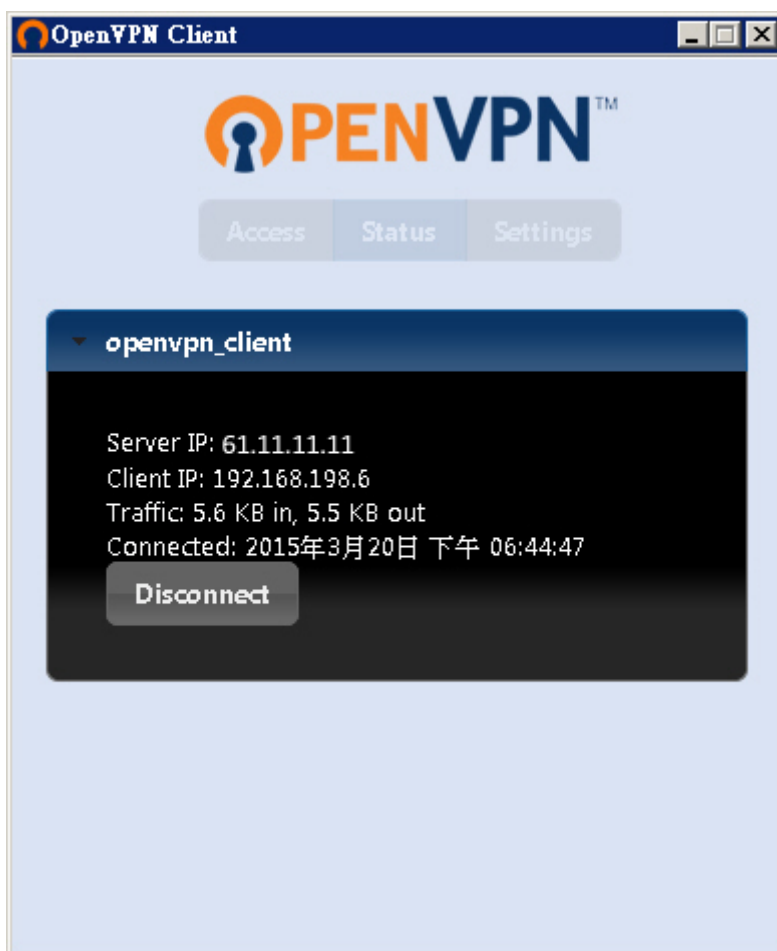 OpenVPN Client
OPENVPN™
Access Status Settings
openvpn_client
Server IP: 61.11.11.11
Client IP: 192.168.198.6
Traffic: 5.6 KB in, 5.5 KB out
Connected: 2015年3月20日 下午 06:44:47
Disconnect